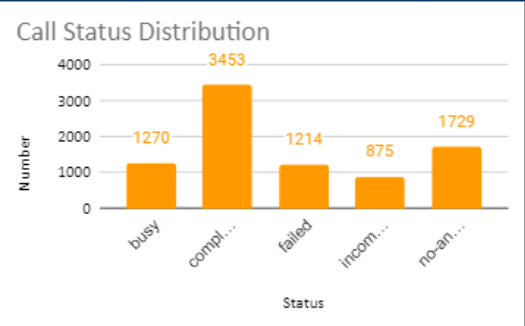 Call Status Distribution
4000
3000
2000
1000
0
Number
1270
3453
1214
875
1729
busy
compl...
failed
incom...
no-an...
Status